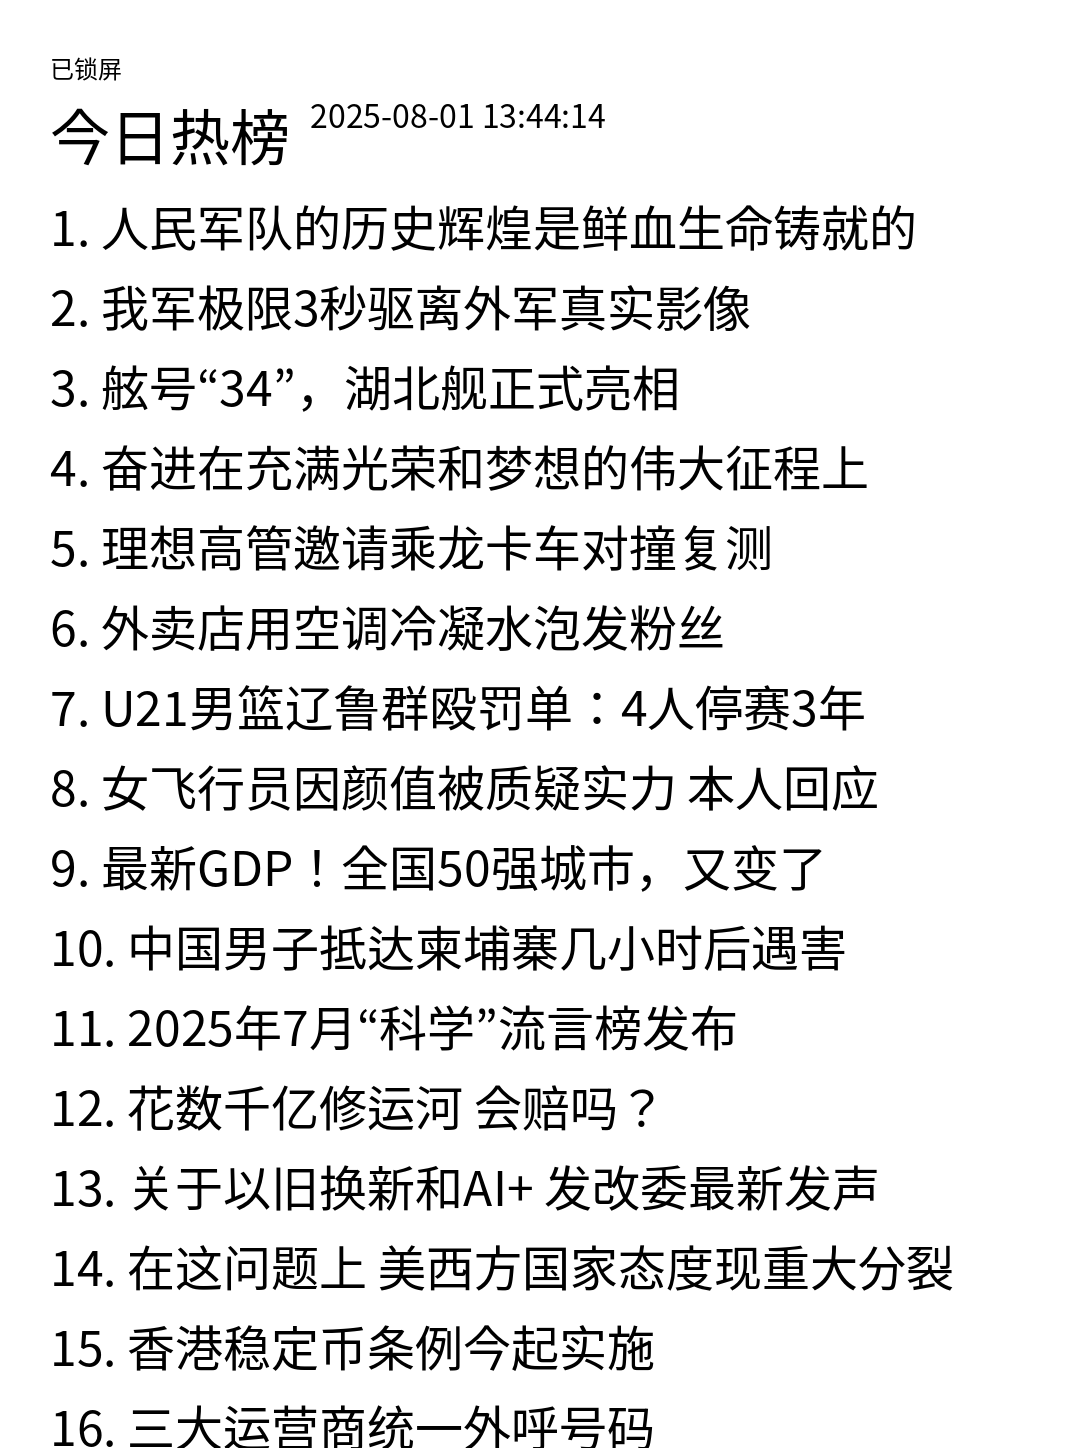 已锁屏
今日热榜 2025-08-01 13:44:14
1. 人民军队的历史辉煌是鲜血生命铸就的
2. 我军极限3秒驱离外军真实影像
3. 舷号“34”，湖北舰正式亮相
4. 奋进在充满光荣和梦想的伟大征程上
5. 理想高管邀请乘龙卡车对撞复测
6. 外卖店用空调冷凝水泡发粉丝
7. U21男篮辽鲁群殴罚单：4人停赛3年
8. 女飞行员因颜值被质疑实力 本人回应
9. 最新GDP！全国50强城市，又变了
10. 中国男子抵达柬埔寨几小时后遇害
11. 2025年7月“科学”流言榜发布
12. 花数千亿修运河 会赔吗？
13. 关于以旧换新和AI+ 发改委最新发声
14. 在这问题上 美西方国家态度现重大分裂
15. 香港稳定币条例今起实施
16. 三大运营商统一外呼号码